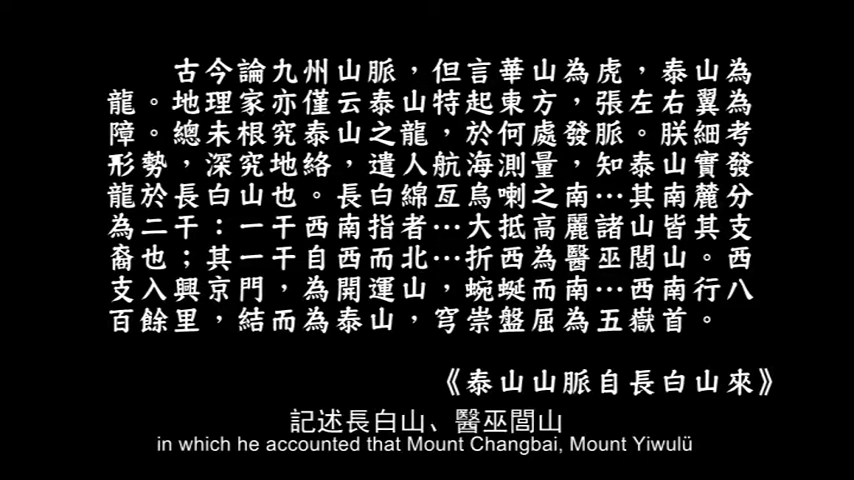 古今論九州山脈，但言華山為虎，泰山為
龍。地理家亦僅云泰山特起東方，張左右翼為
障。總未根究泰山之龍，於何處發脈。朕細考
形勢，深究地絡，遣人航海測量，知泰山實發
龍於長白山也。長白綿亙烏喇之南…其南麓分
為二干：一干西南指者…大抵高麗諸山皆其支
裔也；其一干自西而北…折西為醫巫閭山。西
支入興京門，為開運山，蜿蜒而南…西南行八
百餘里，結而為泰山，穹崇盤屈為五嶽首。
《泰山山脈自長白山來》
記述長白山、醫巫閭山
in which he accounted that Mount Changbai, Mount Yiwulü